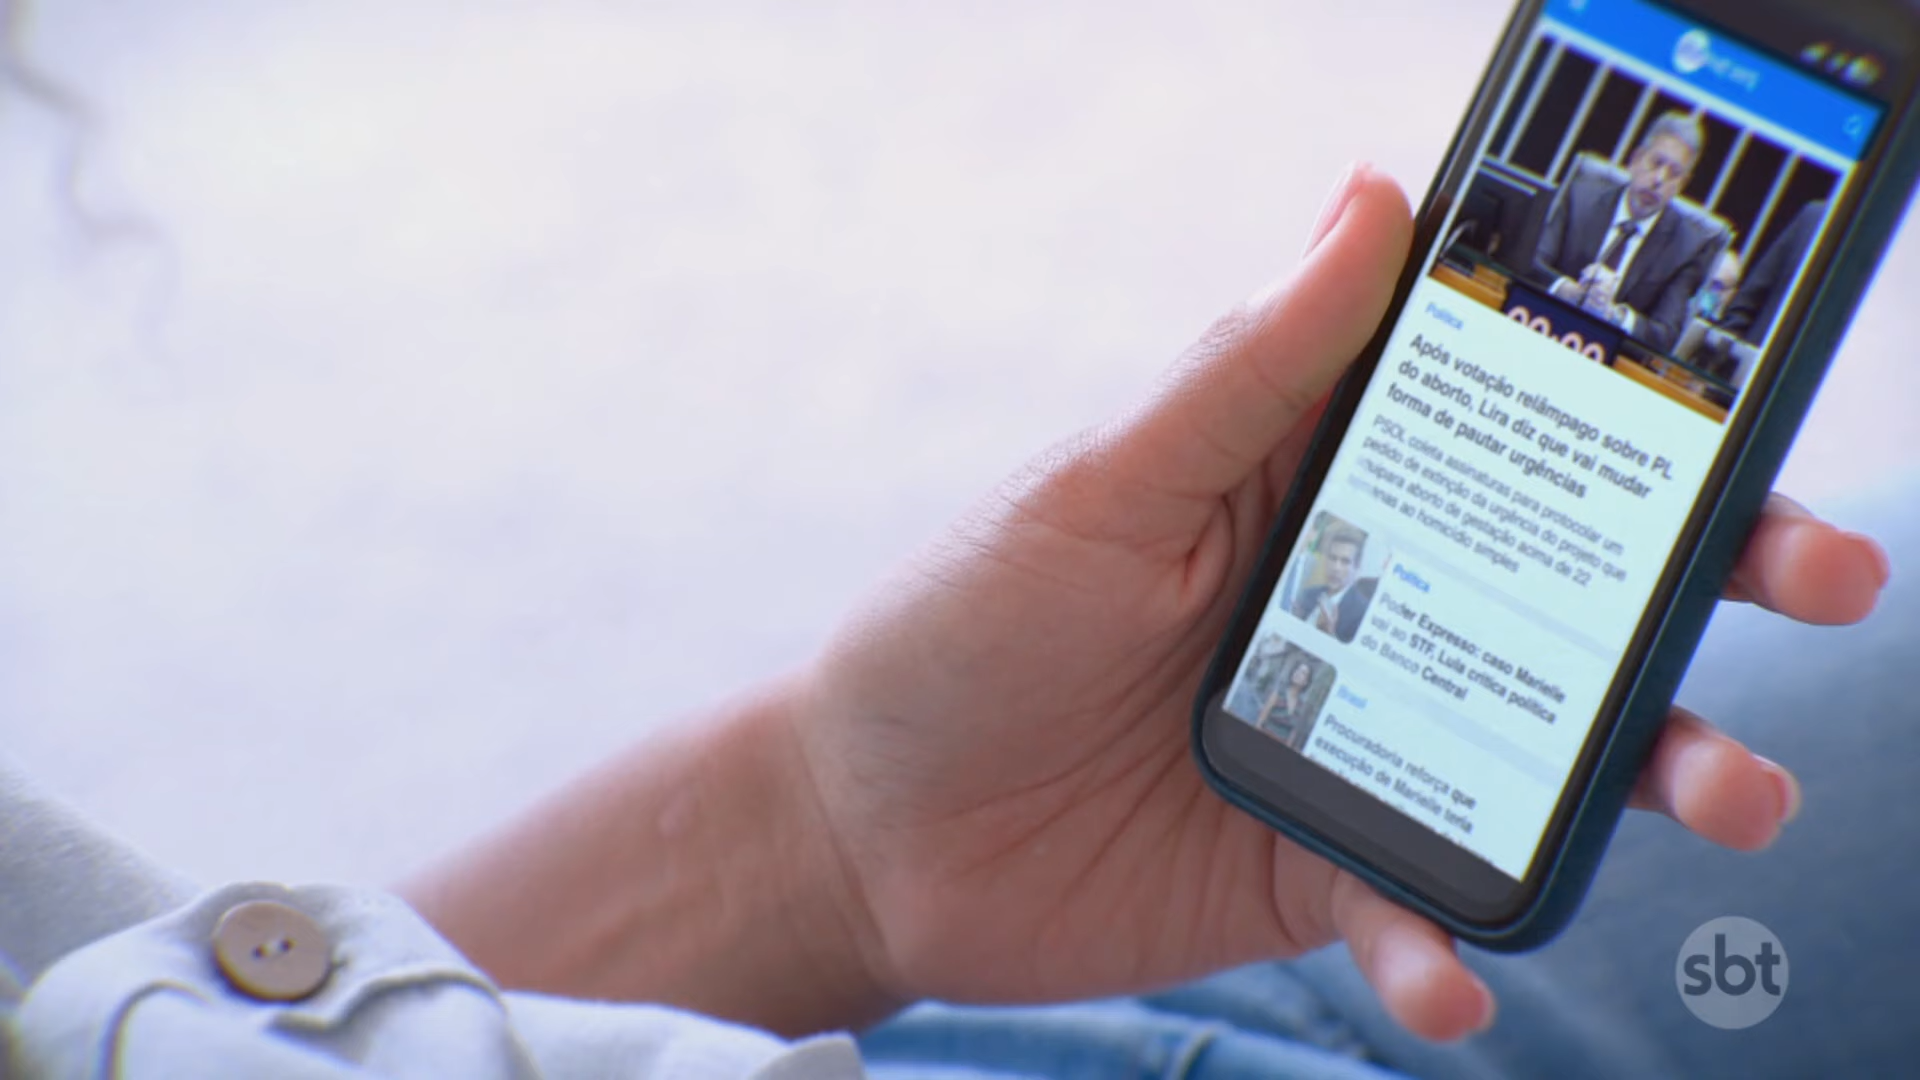 news
Política
00:00
Após votação relâmpago sobre PL
do aborto, Lira diz que vai mudar
forma de pautar urgências
PSOL coleta assinaturas para protocolar um
pedido de extinção da urgência do projeto que
equipara aborto de gestação acima de 22
semanas ao homicídio simples
Política
Poder Expresso: caso Marielle
vai ao STF, Lula critica política
do Banco Central
Brasil
Procuradoria reforça que
execução de Marielle teria
sbt